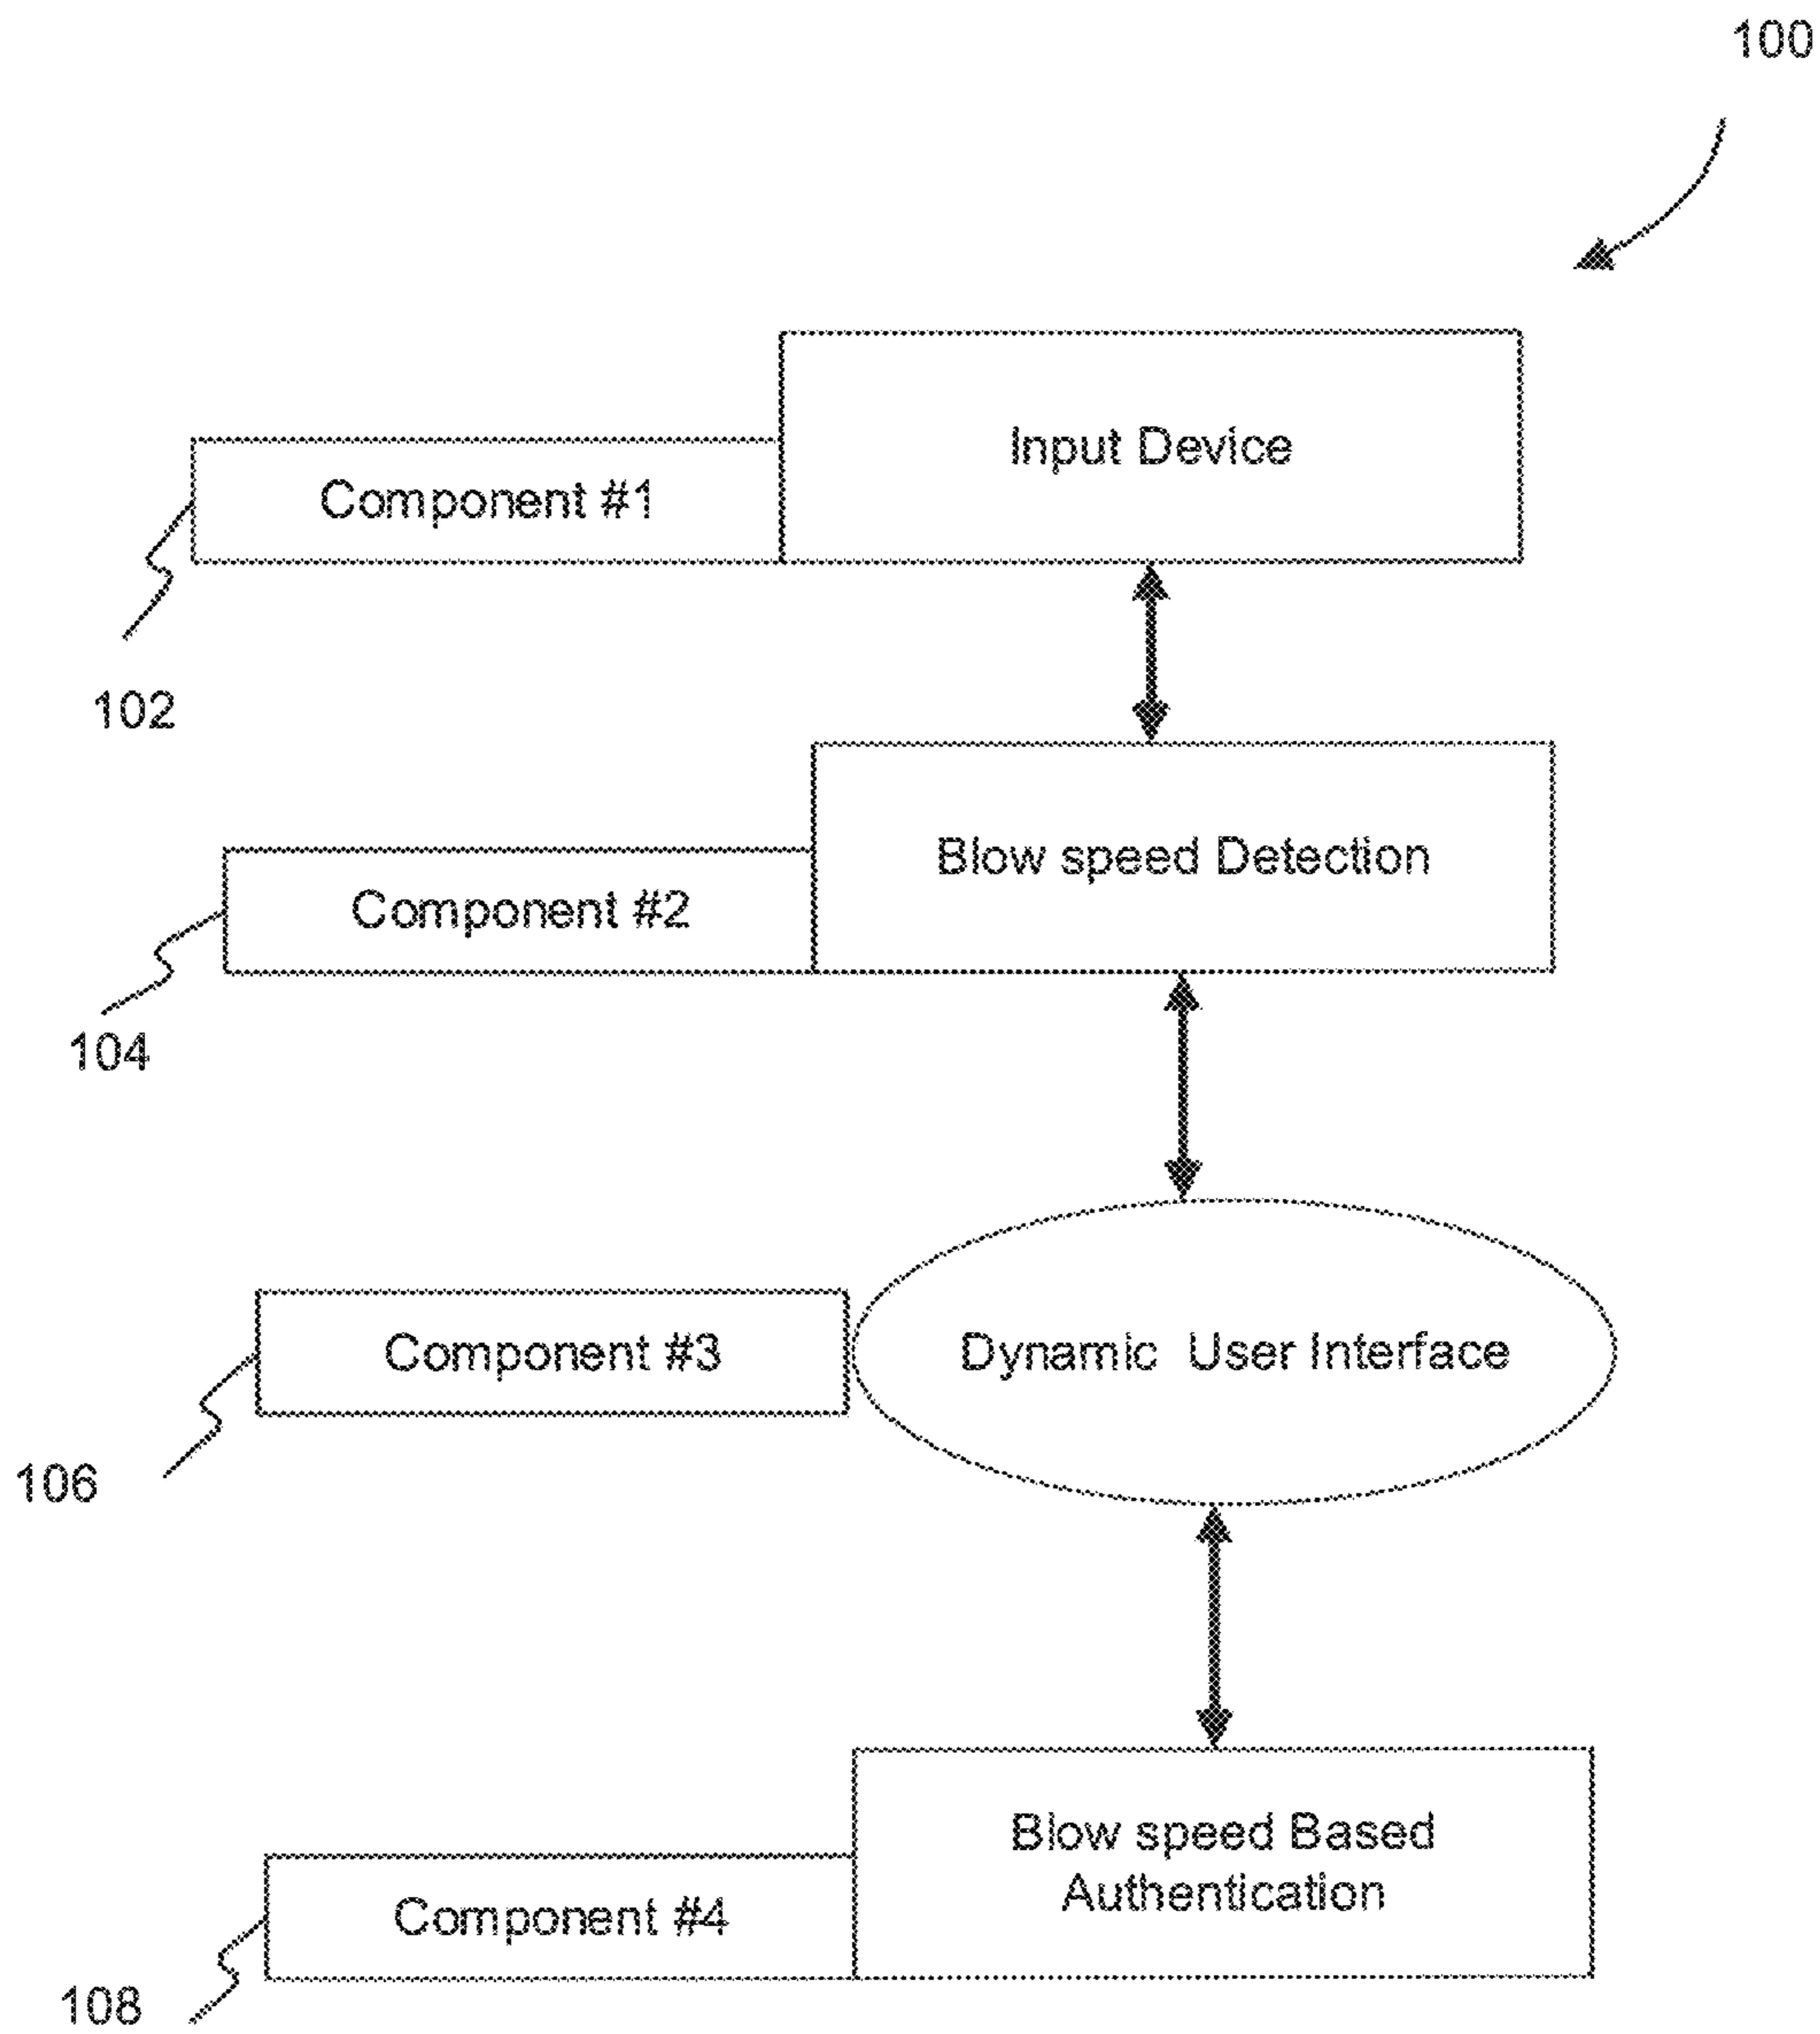 100
Input Device
Component #1
102
Blow speed Detection
Component #2
104
Component #3
Dynamic User Interface
106
Blow speed Based
Authentication
Component #4
108